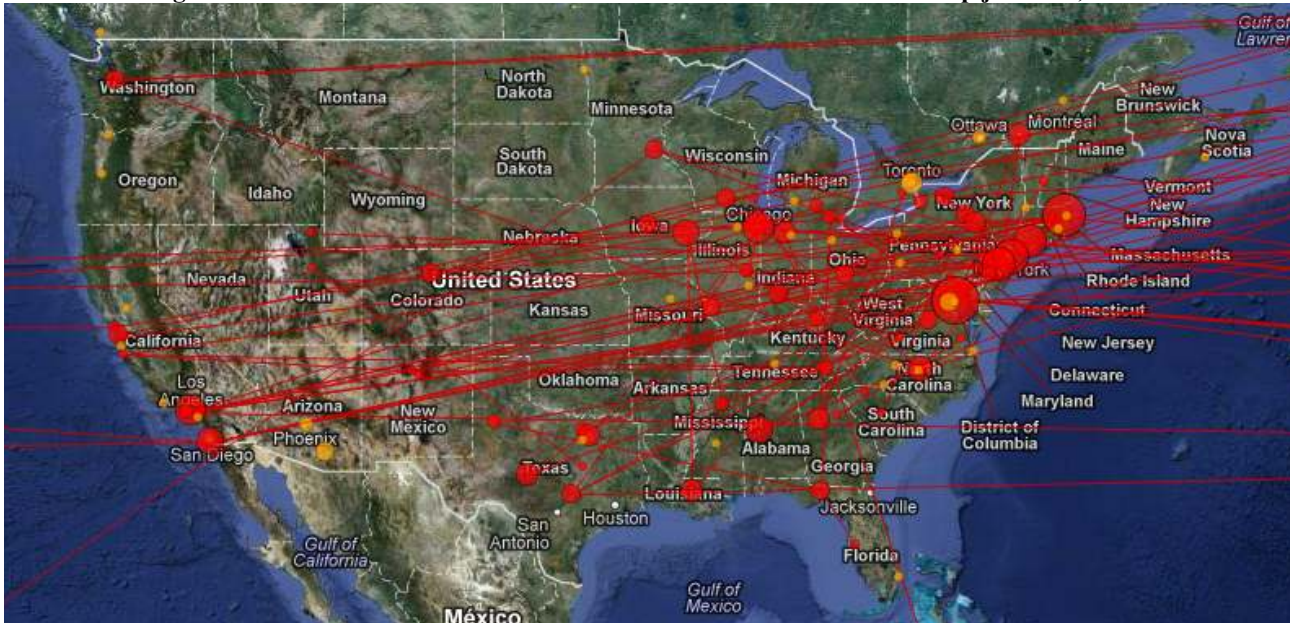 Gulf of
Lawren
Washington
North
Dakota
Montana
Minnesota
New
Brunswick
Ottawa
Montréal
Nova
Scotia
Maine
South
Dakota
Wisconsin
Oregon
Idaho
Wyoming
Michigan
Toronto
Vermont
New
Hampshire
New York
Chicago
Iowa
Nebraska
Pennsylvania
Illinois
Ohio
Massachusetts
Nevada
Utah
United States
Colorado
Indiana
Rhode Island
Kansas
Missouri
West
Virginia
Connecticut
California
Kentucky
Virginia
New Jersey
Los
Angeles
Oklahoma
Arkansas
Tennessee
North
Carolina
Delaware
Arizona
New
Mexico
Maryland
Phoenix
Mississippi
South
Carolina
District of
Columbia
San Diego
Alabama
Texas
Georgia
Louisiana
Jacksonville
San
Antonio
Houston
Gulf of
California
Florida
Gulf of
Mexico
México